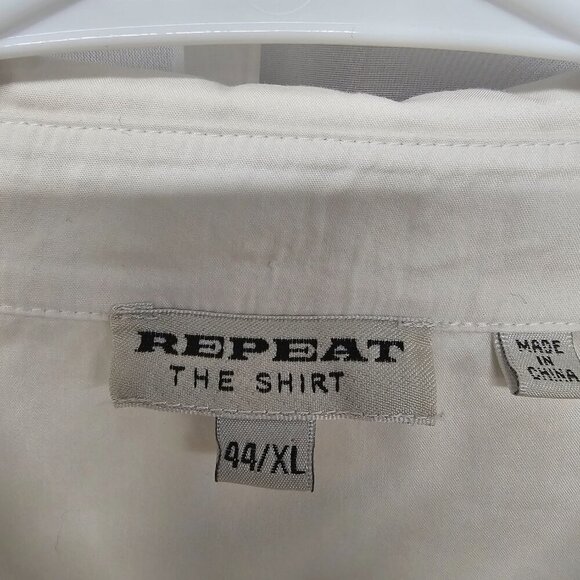 REPEAT
THE SHIRT
44/XL
MADE
IN
CHINA